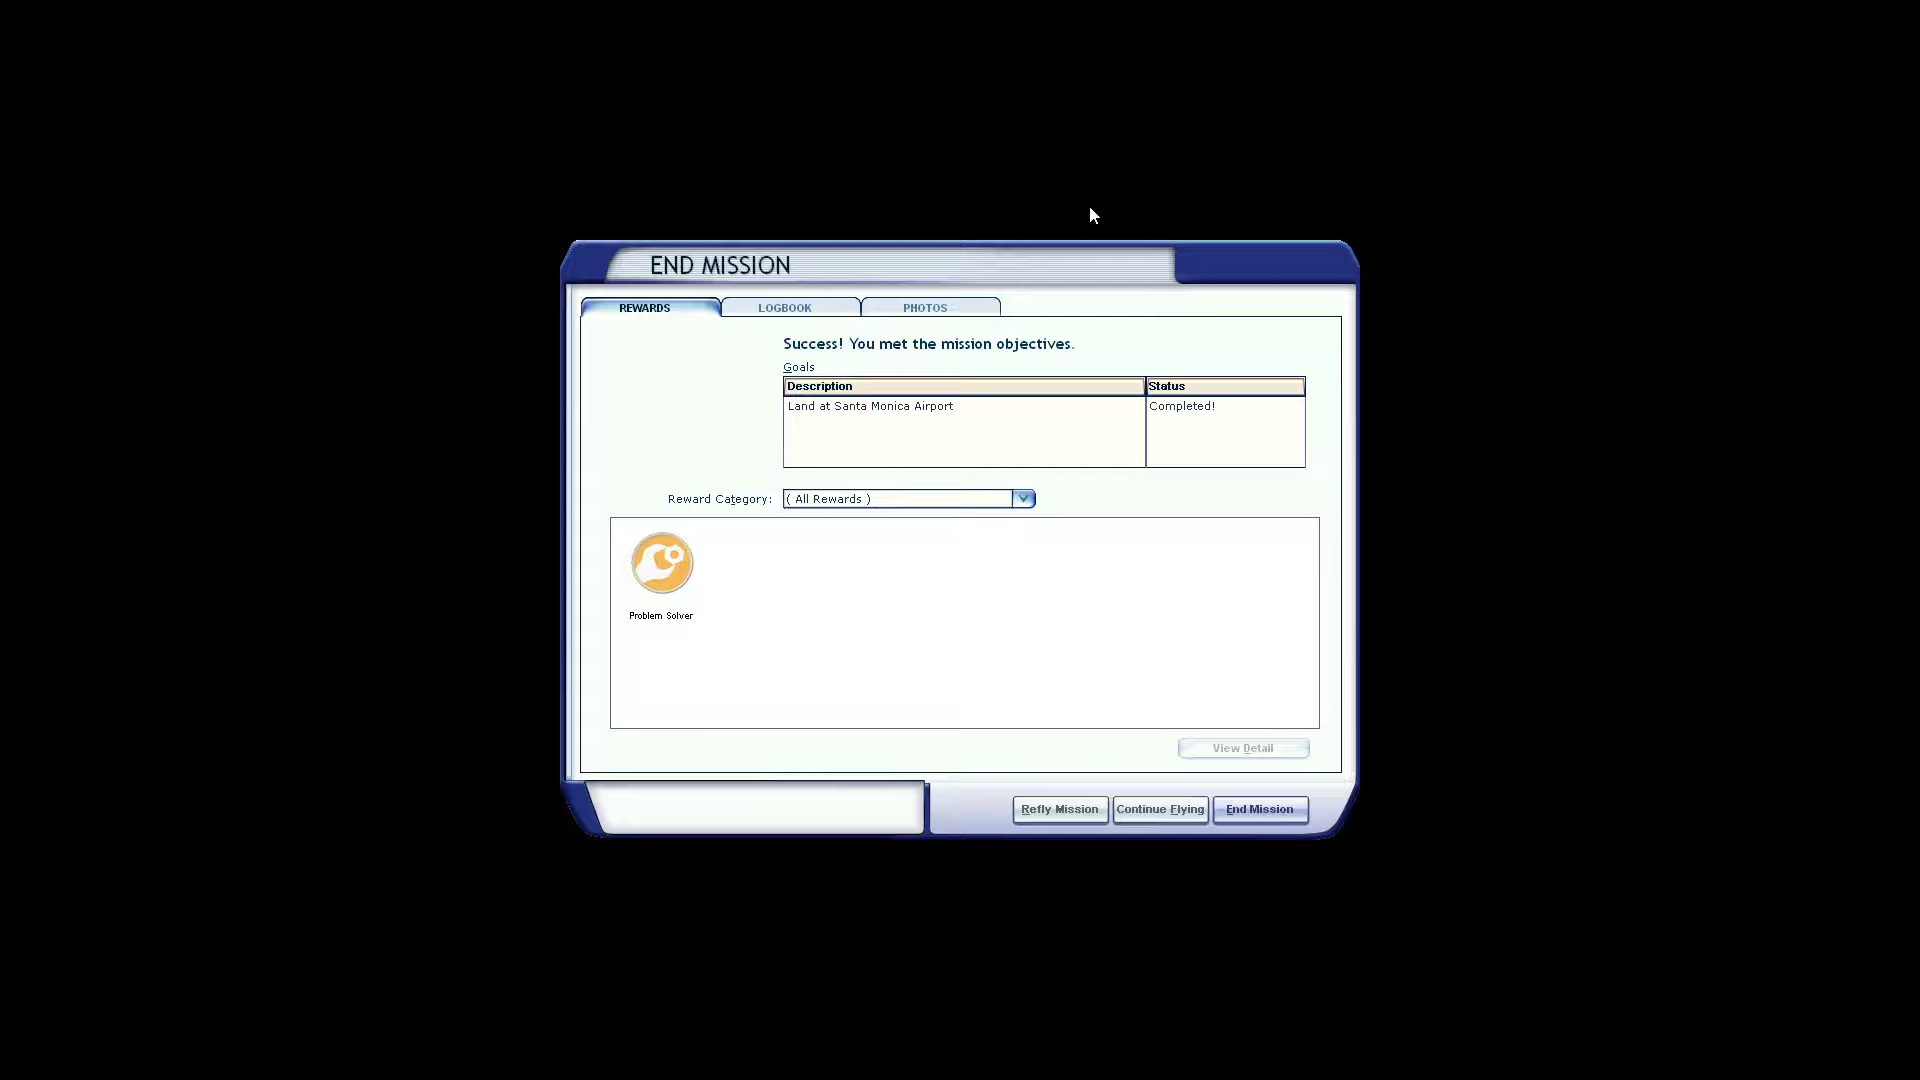 END MISSION
REWARDS LOGBOOK PHOTOS
Success! You met the mission objectives.
Goals
Description Status
Land at Santa Monica Airport Completed!
Reward Category: ( All Rewards )
Problem Solver
View Detail
Refly Mission Continue Flying End Mission